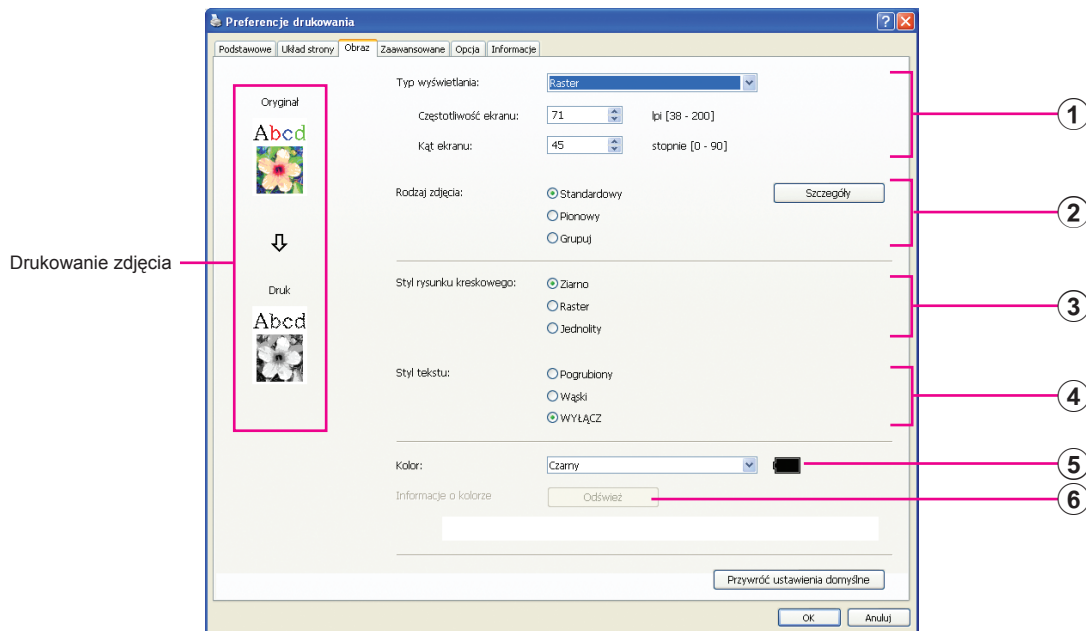 Preferencje drukowania
Podstawowe Układ strony Obraz Zaawansowane Opcja Informacje
Typ wyświetlania: Raster
Częstotliwość ekranu: 71 lpi [38 - 200]
Kąt ekranu: 45 stopnie [0 - 90]
1
Oryginał
Abcd
Rodzaj zdjęcia: Standardowy Szczegóły
Pionowy
Grupuj
2
Drukowanie zdjęcia
Druk
Abcd
Styl rysunku kreskowego: Ziarno
Raster
Jednolity
3
Styl tekstu: Pogrubiony
Wąski
WYŁĄCZ
4
Kolor: Czarny
5
Informacje o kolorze Odśwież
6
Przywróć ustawienia domyślne
OK Anuluj